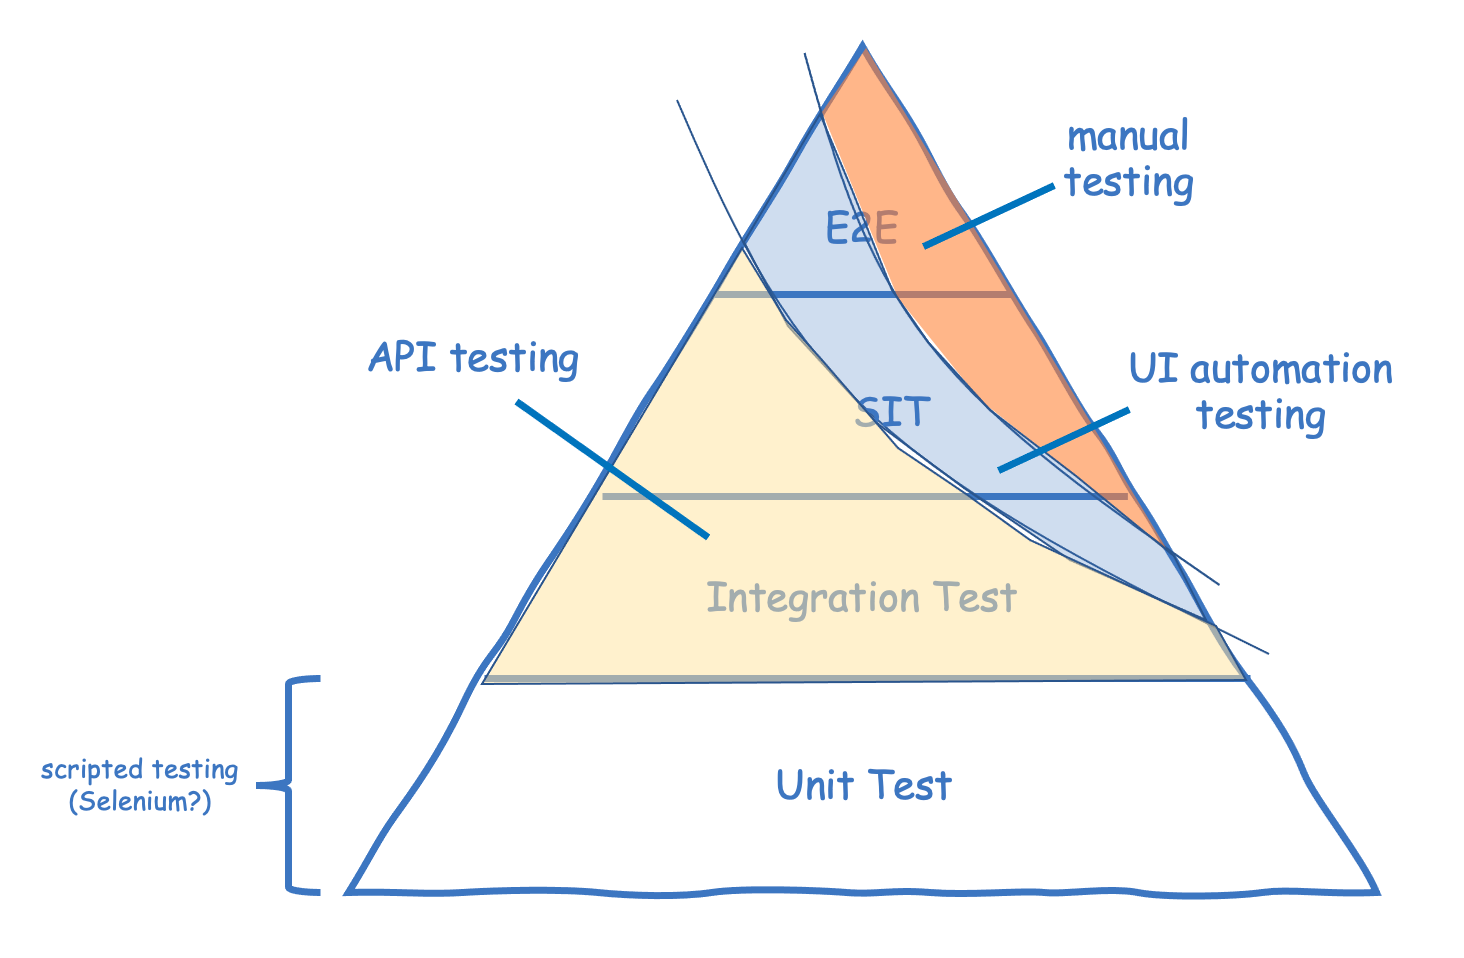 manual
testing
E2E
API testing
UI automation
testing
SIT
Integration Test
scripted testing
(Selenium?)
Unit Test